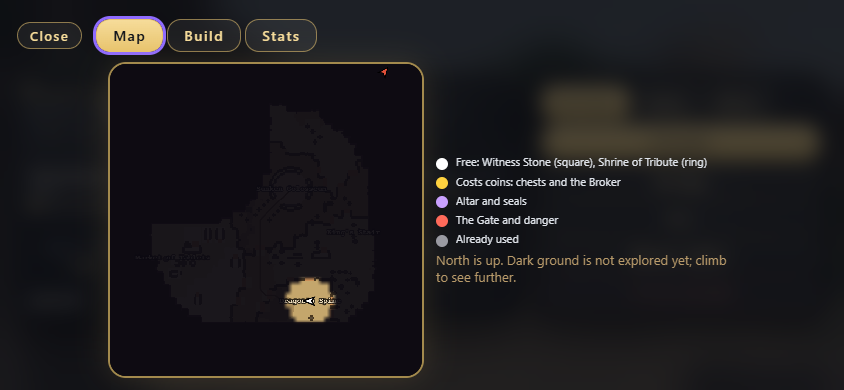 Close
Map
Build
Stats
Free: Witness Stone (square), Shrine of Tribute (ring)
Costs coins: chests and the Broker
Altar and seals
The Gate and danger
Already used
North is up. Dark ground is not explored yet; climb
to see further.